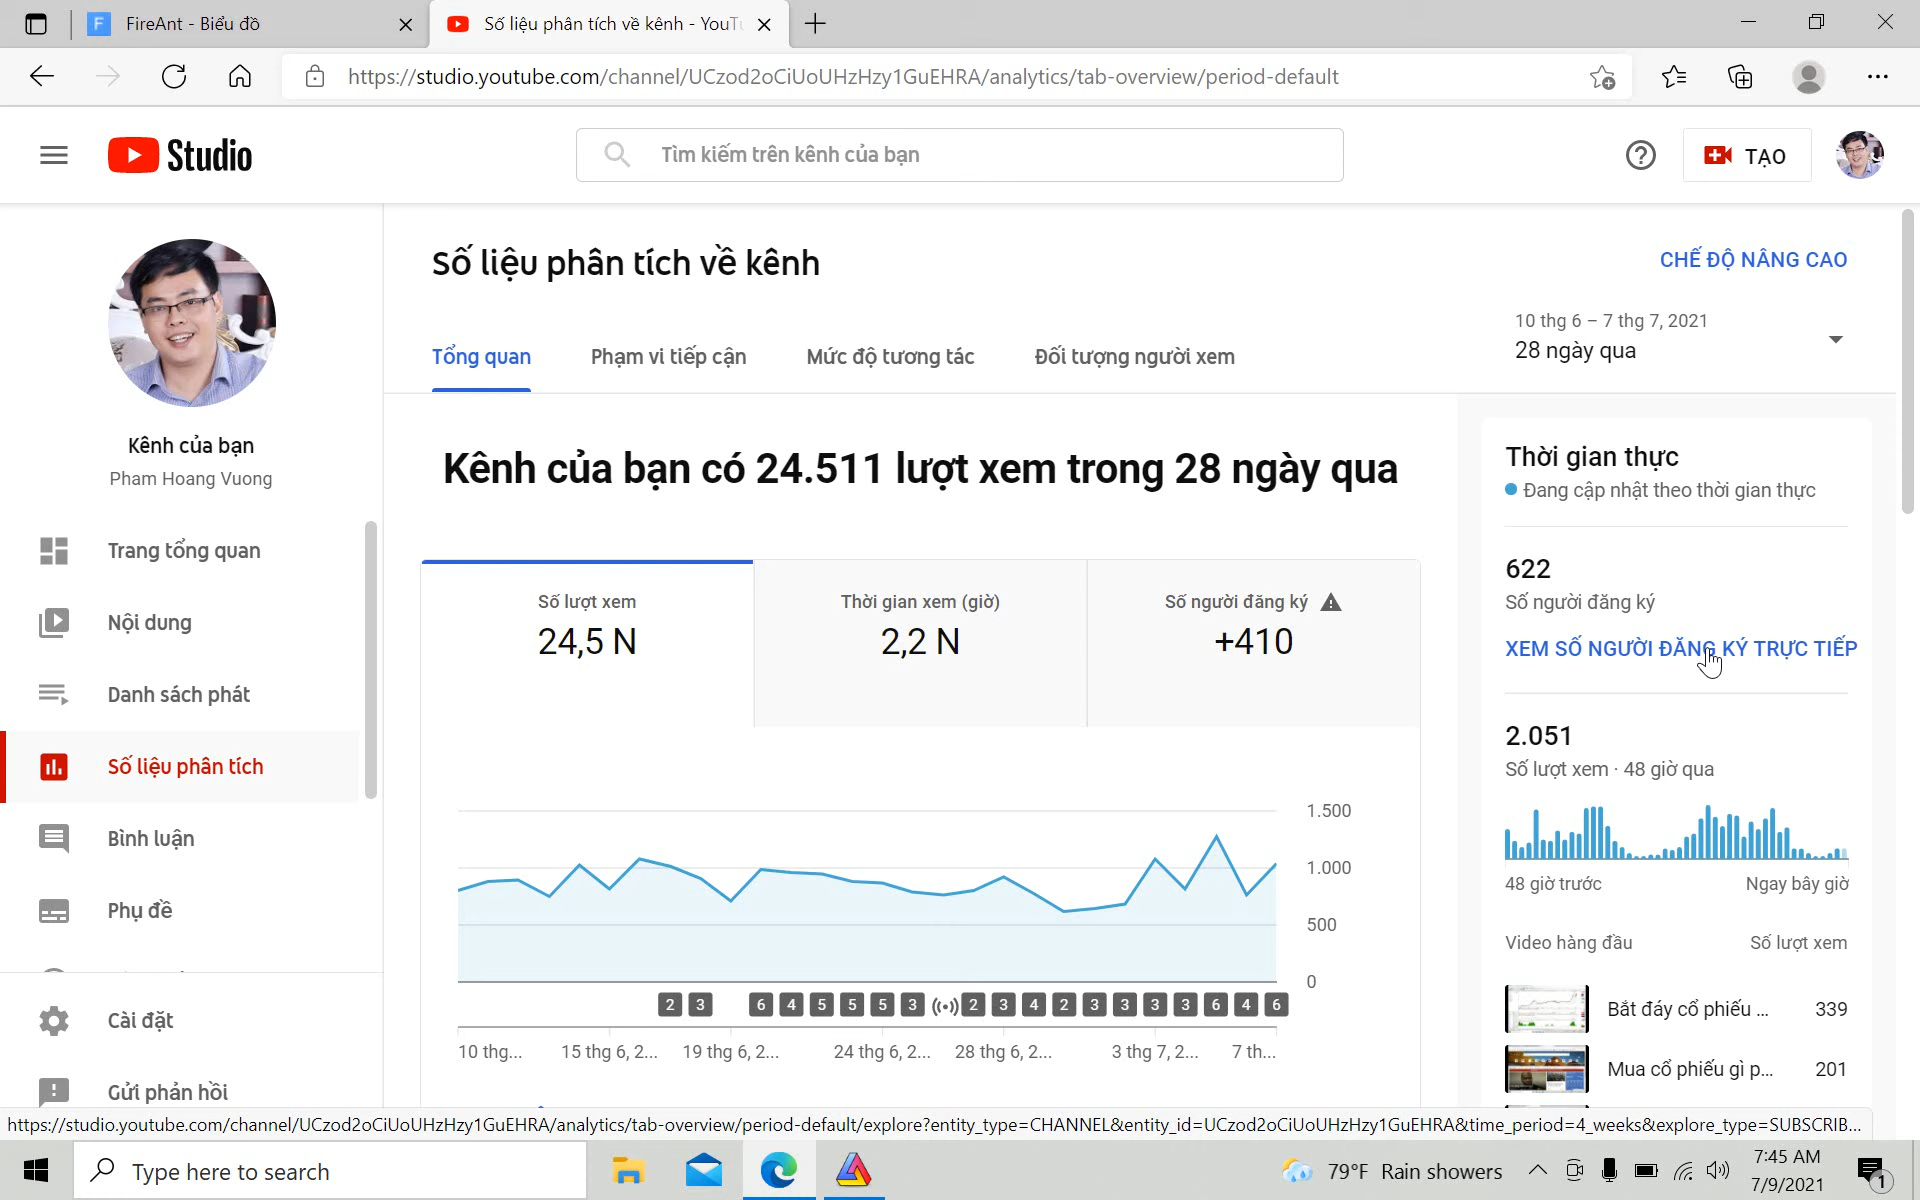 FireAnt - Biểu đồ
Số liệu phân tích về kênh - YouTu
https://studio.youtube.com/channel/UCzod2oCiUoUHzHzy1GuEHRA/analytics/tab-overview/period-default
Studio
Tìm kiếm trên kênh của bạn
TẠO
Số liệu phân tích về kênh
CHẾ ĐỘ NÂNG CAO
10 thg 6 – 7 thg 7, 2021
28 ngày qua
Tổng quan
Phạm vi tiếp cận
Mức độ tương tác
Đối tượng người xem
Kênh của bạn
Pham Hoang Vuong
Trang tổng quan
Nội dung
Danh sách phát
Số liệu phân tích
Bình luận
Phụ đề
Cài đặt
Gửi phản hồi
Kênh của bạn có 24.511 lượt xem trong 28 ngày qua
Số lượt xem
24,5 N
Thời gian xem (giờ)
2,2 N
Số người đăng ký
+410
1.500
1.000
500
0
2 3 6 4 5 5 5 3 2 3 4 2 3 3 3 3 6 4 6
10 thg... 15 thg 6, 2... 19 thg 6, 2... 24 thg 6, 2... 28 thg 6, 2... 3 thg 7, 2... 7 th...
Thời gian thực
Đang cập nhật theo thời gian thực
622
Số người đăng ký
XEM SỐ NGƯỜI ĐĂNG KÝ TRỰC TIẾP
2.051
Số lượt xem · 48 giờ qua
48 giờ trước Ngay bây giờ
Video hàng đầu Số lượt xem
Bắt đáy cổ phiếu ... 339
Mua cổ phiếu gì p... 201
https://studio.youtube.com/channel/UCzod2oCiUoUHzHzy1GuEHRA/analytics/tab-overview/period-default/explore?entity_type=CHANNEL&entity_id=UCzod2oCiUoUHzHzy1GuEHRA&time_period=4_weeks&explore_type=SUBSCRIB...
Type here to search
79°F Rain showers
7:45 AM
7/9/2021
1